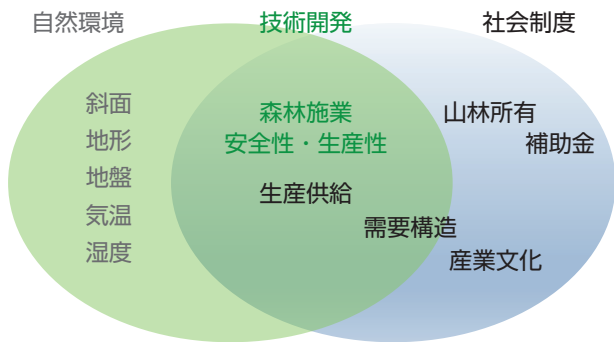 自然環境
技術開発
社会制度
斜面
地形
地盤
気温
湿度
森林施業
安全性・生産性
生産供給
山林所有
補助金
需要構造
産業文化